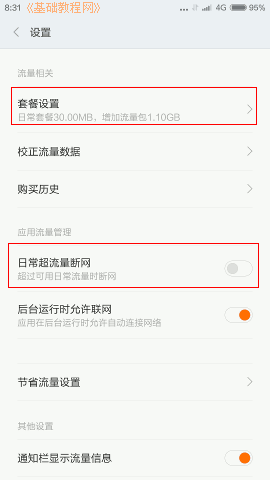 8:31 《基础教程网》 ... 4G 95%
设置
流量相关
套餐设置
日常套餐30.00MB，增加流量包1.10GB
校正流量数据
购买历史
应用流量管理
日常超流量断网
超过可用日常流量时断网
后台运行时允许联网
应用在后台运行时允许自动连接网络
节省流量设置
其他设置
通知栏显示流量信息